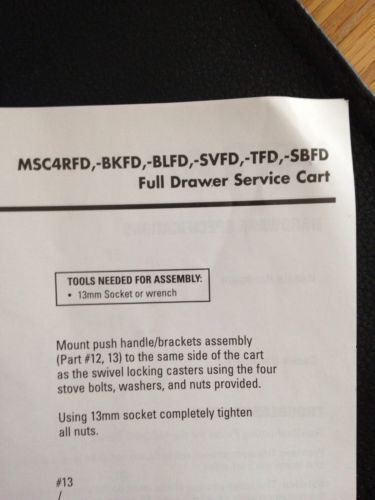 MSC4RFD,-BKFD,-BLFD,-SVFD,-TFD,-SBFD
Full Drawer Service Cart
TOOLS NEEDED FOR ASSEMBLY:
• 13mm Socket or wrench
Mount push handle/brackets assembly
(Part #12, 13) to the same side of the cart
as the swivel locking casters using the four
stove bolts, washers, and nuts provided.
Using 13mm socket completely tighten
all nuts.
#13